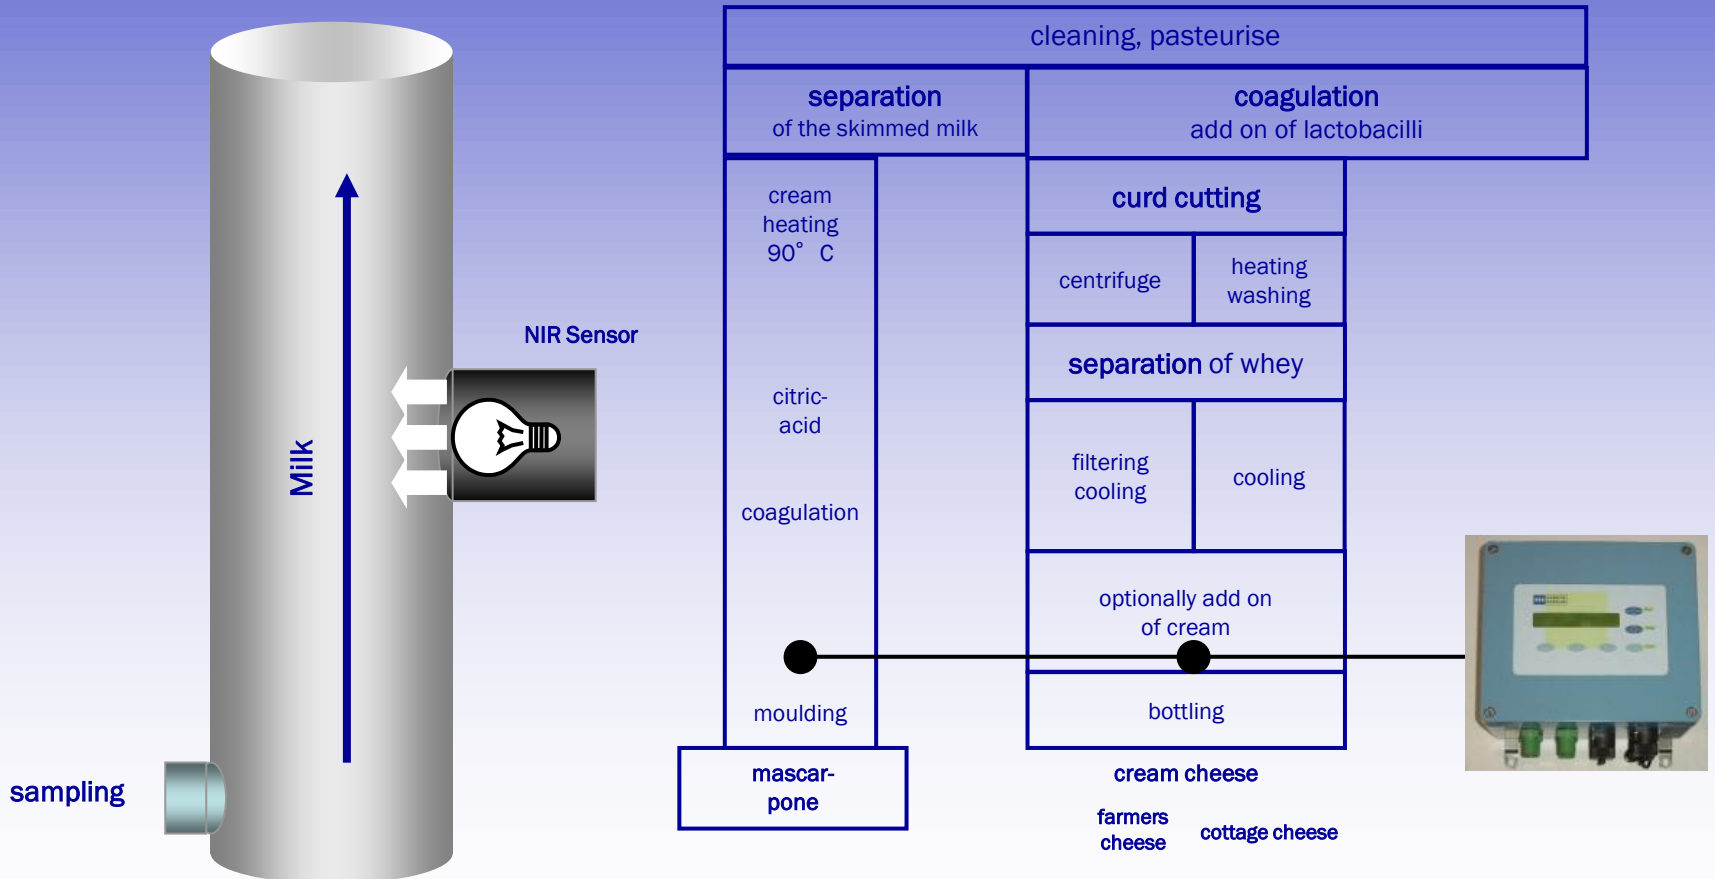 cleaning, pasteurise
separation
of the skimmed milk
coagulation
add on of lactobacilli
cream
heating
90° C
citric-
acid
coagulation
moulding
mascar-
pone
curd cutting
centrifuge
heating
washing
separation of whey
filtering
cooling
cooling
optionally add on
of cream
bottling
cream cheese
farmers
cheese
cottage cheese
NIR Sensor
Milk
sampling